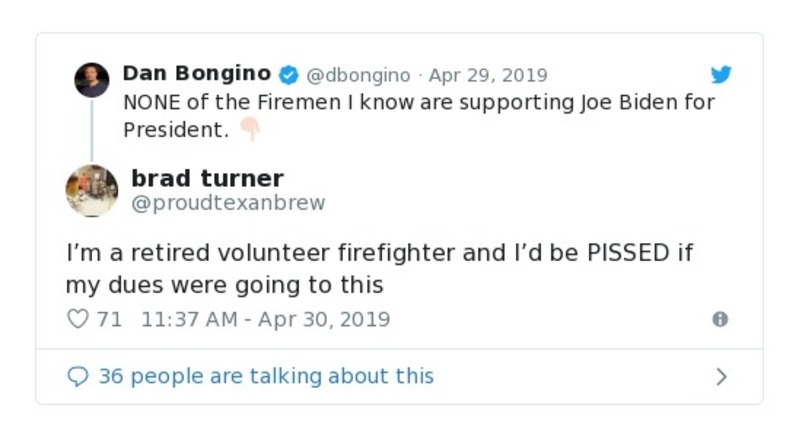 Dan Bongino @dbongino · Apr 29, 2019
NONE of the Firemen I know are supporting Joe Biden for
President. 👇🏻
brad turner
@proudtexanbrew
I'm a retired volunteer firefighter and I'd be PISSED if
my dues were going to this
71 11:37 AM - Apr 30, 2019
36 people are talking about this